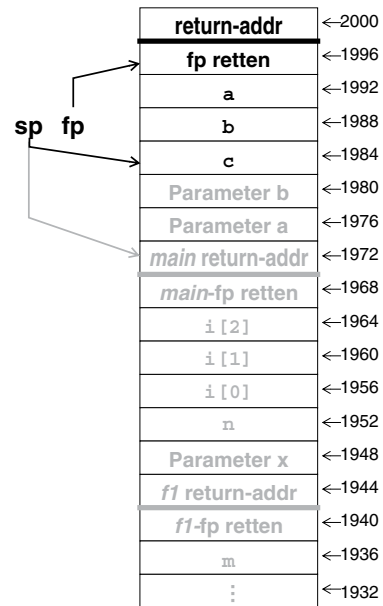 return-addr ←2000
fp retten ←1996
a ←1992
b ←1988
sp fp
c ←1984
Parameter b ←1980
Parameter a ←1976
main return-addr ←1972
main-fp retten ←1968
i[2] ←1964
i[1] ←1960
i[0] ←1956
n ←1952
Parameter x ←1948
f1 return-addr ←1944
f1-fp retten ←1940
m ←1936
⋮ ←1932